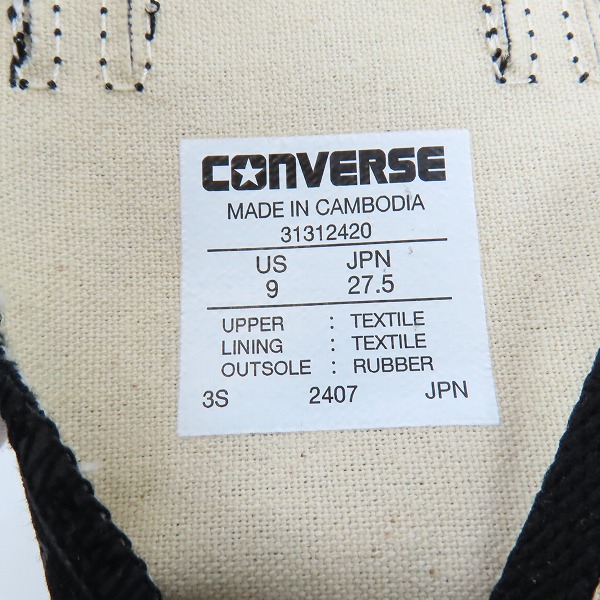 CONVERSE
MADE IN CAMBODIA
31312420
US JPN
9 27.5
UPPER : TEXTILE
LINING : TEXTILE
OUTSOLE : RUBBER
3S 2407 JPN